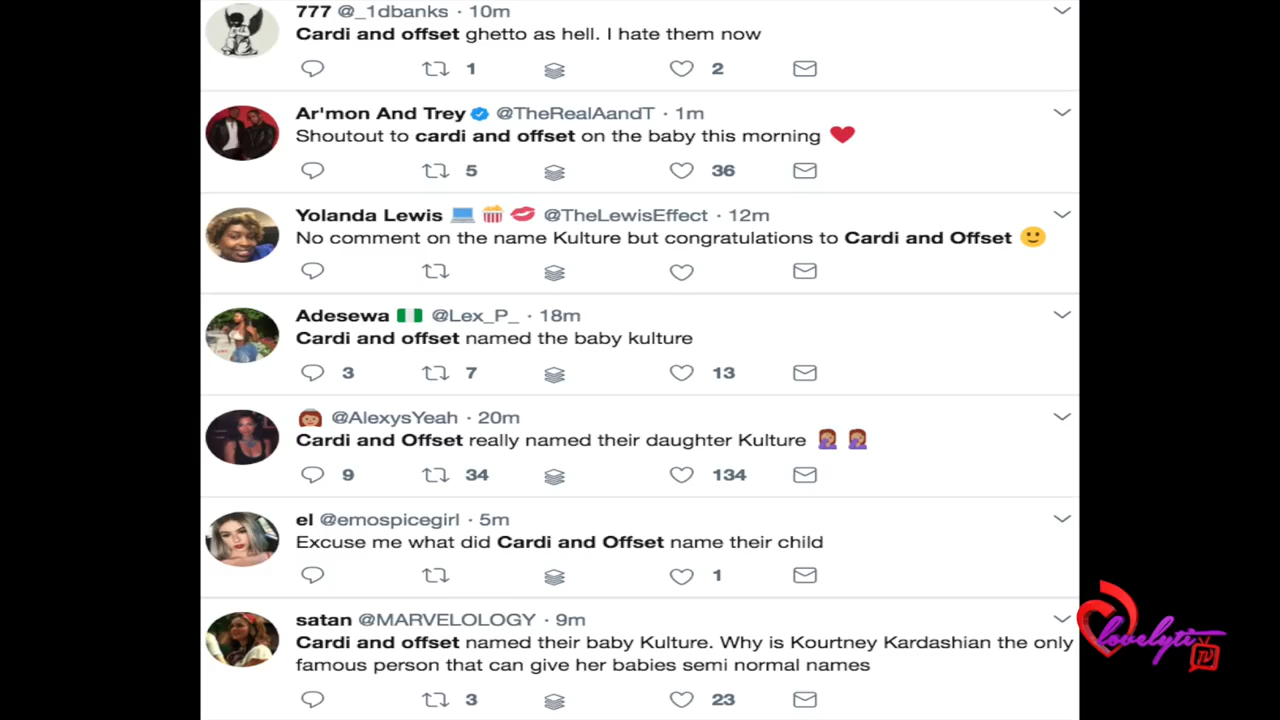 777 @_1dbanks · 10m
Cardi and offset ghetto as hell. I hate them now
1 2
Ar'mon And Trey @TheRealAandT · 1m
Shoutout to cardi and offset on the baby this morning ❤️
5 36
Yolanda Lewis 💻🍿💋 @TheLewisEffect · 12m
No comment on the name Kulture but congratulations to Cardi and Offset 🙂
Adesewa 🇳🇬 @Lex_P_ · 18m
Cardi and offset named the baby kulture
3 7 13
@AlexysYeah · 20m
Cardi and Offset really named their daughter Kulture 🤦🏽‍♀️ 🤦🏽‍♀️
9 34 134
el @emospicegirl · 5m
Excuse me what did Cardi and Offset name their child
1
satan @MARVELOLOGY · 9m
Cardi and offset named their baby Kulture. Why is Kourtney Kardashian the only
famous person that can give her babies semi normal names
3 23
lovelyti
TV